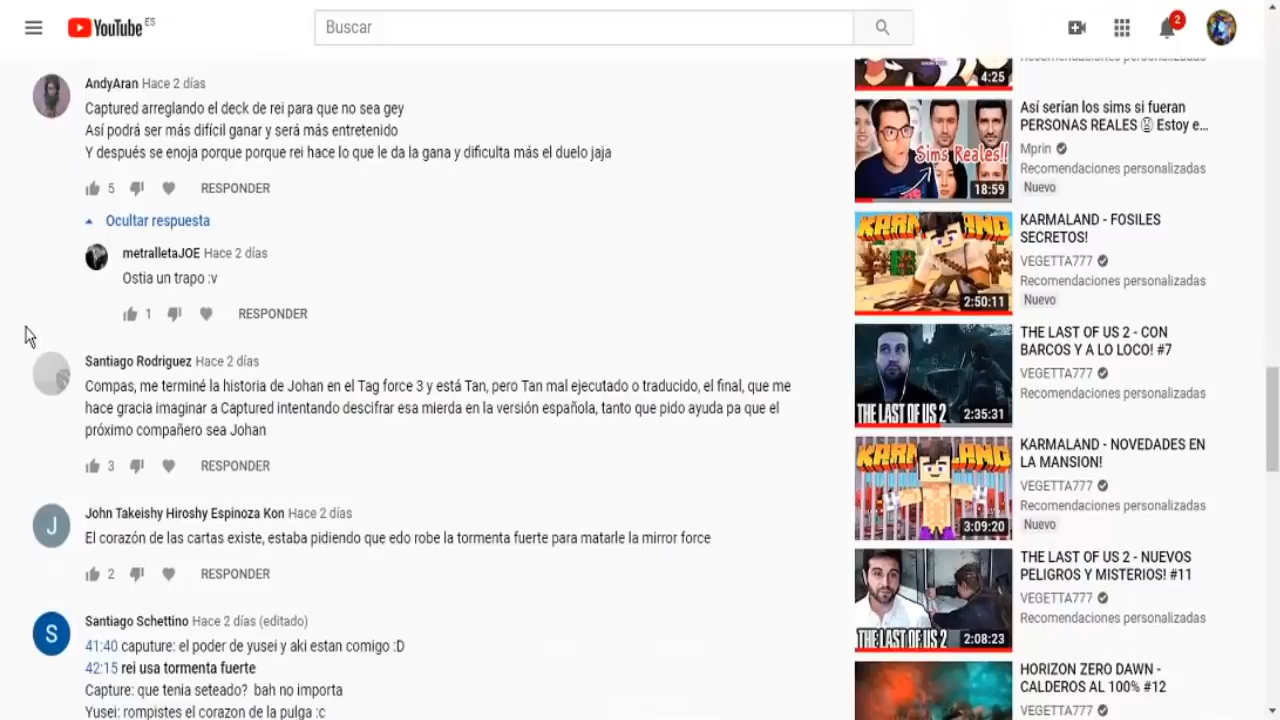 YouTube ES
Buscar
2
AndyAran Hace 2 días
Captured arreglando el deck de rei para que no sea gey
Así podrá ser más difícil ganar y será más entretenido
Y después se enoja porque porque rei hace lo que le da la gana y dificulta más el duelo jaja
5 RESPONDER
Ocultar respuesta
metralletaJOE Hace 2 días
Ostia un trapo :v
1 RESPONDER
Santiago Rodriguez Hace 2 días
Compas, me terminé la historia de Johan en el Tag force 3 y está Tan, pero Tan mal ejecutado o traducido, el final, que me
hace gracia imaginar a Captured intentando descifrar esa mierda en la versión española, tanto que pido ayuda pa que el
próximo compañero sea Johan
3 RESPONDER
John Takeishy Hiroshy Espinoza Kon Hace 2 días
El corazón de las cartas wte, estaba pidiendo que edo robe la tormenta fuerte para matarle la mirror force
2 RESPONDER
S
Santiago Schettino Hace 2 días (editado)
41:40 caputure: el poder de yusei y aki estan comigo :D
42:15 rei usa tormenta fuerte
Capture: que tenia seteado? bah no importa
Yusei: rompistes el corazon de la pulga :c
J
4:25
Recomendaciones personalizadas
Sims Reales!!
18:59
Así serían los sims si fueran
PERSONAS REALES 😨 Estoy e...
Mprin
Recomendaciones personalizadas
Nuevo
KARMALAND
2:50:11
KARMALAND - FOSILES
SECRETOS!
VEGETTA777
Recomendaciones personalizadas
Nuevo
THE LAST OF US 2
2:35:31
THE LAST OF US 2 - CON
BARCOS Y A LO LOCO! #7
VEGETTA777
Recomendaciones personalizadas
KARMALAND
3:09:20
KARMALAND - NOVEDADES EN
LA MANSION!
VEGETTA777
Recomendaciones personalizadas
Nuevo
THE LAST OF US 2
2:08:23
THE LAST OF US 2 - NUEVOS
PELIGROS Y MISTERIOS! #11
VEGETTA777
Recomendaciones personalizadas
HORIZON ZERO DAWN -
CALDEROS AL 100% #12
VEGETTA777